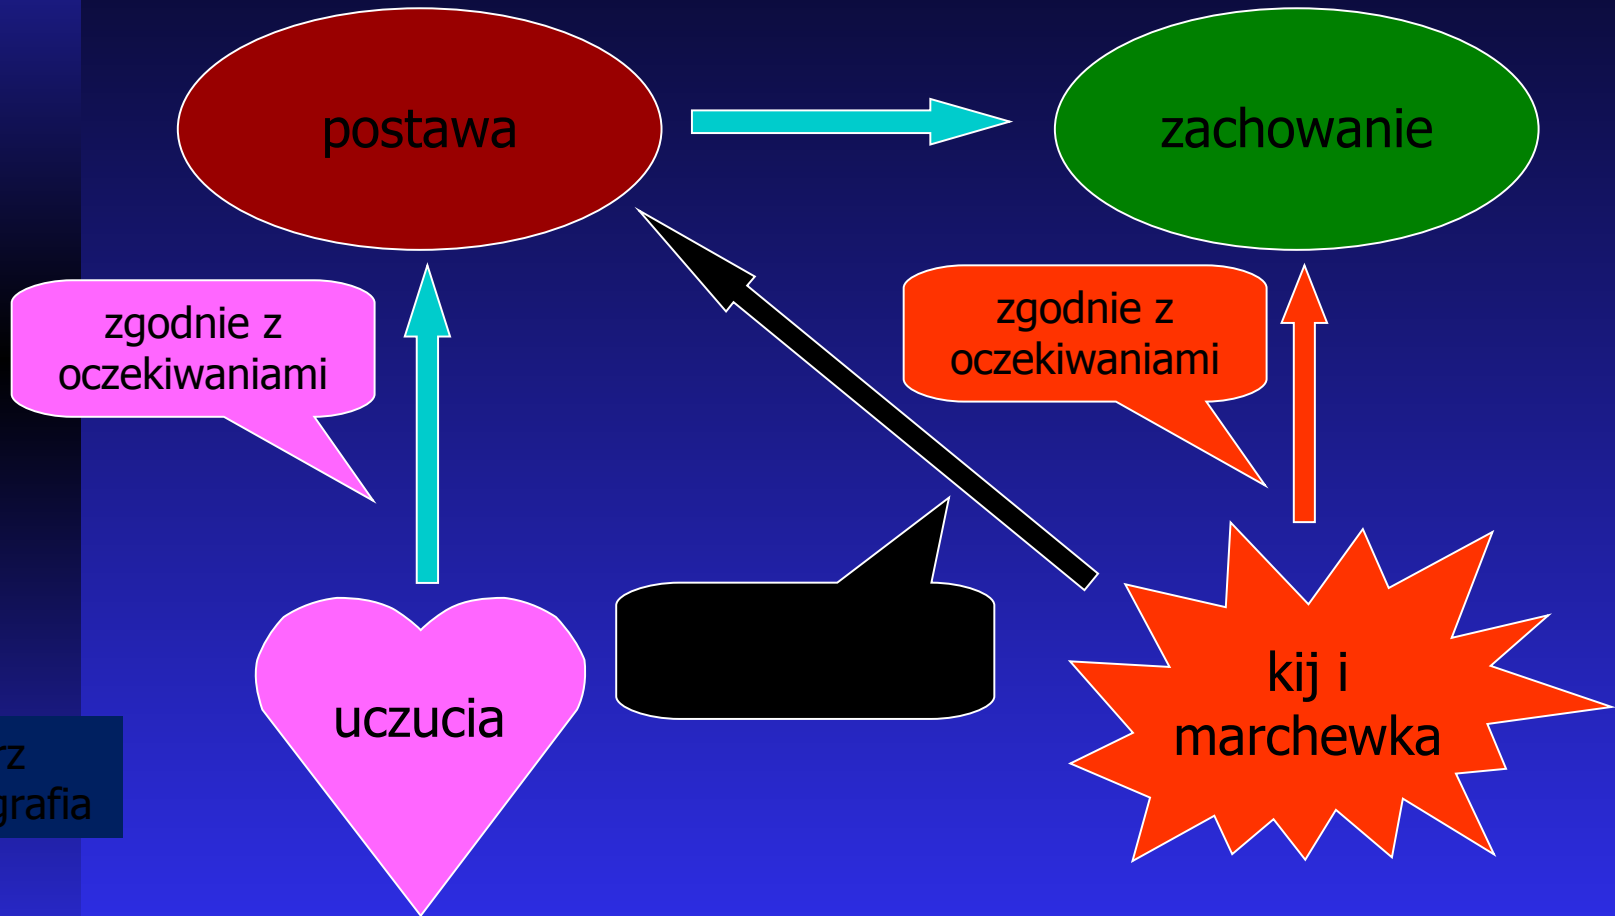 postawa
zachowanie
zgodnie z
oczekiwaniami
zgodnie z
oczekiwaniami
uczucia
kij i
marchewka